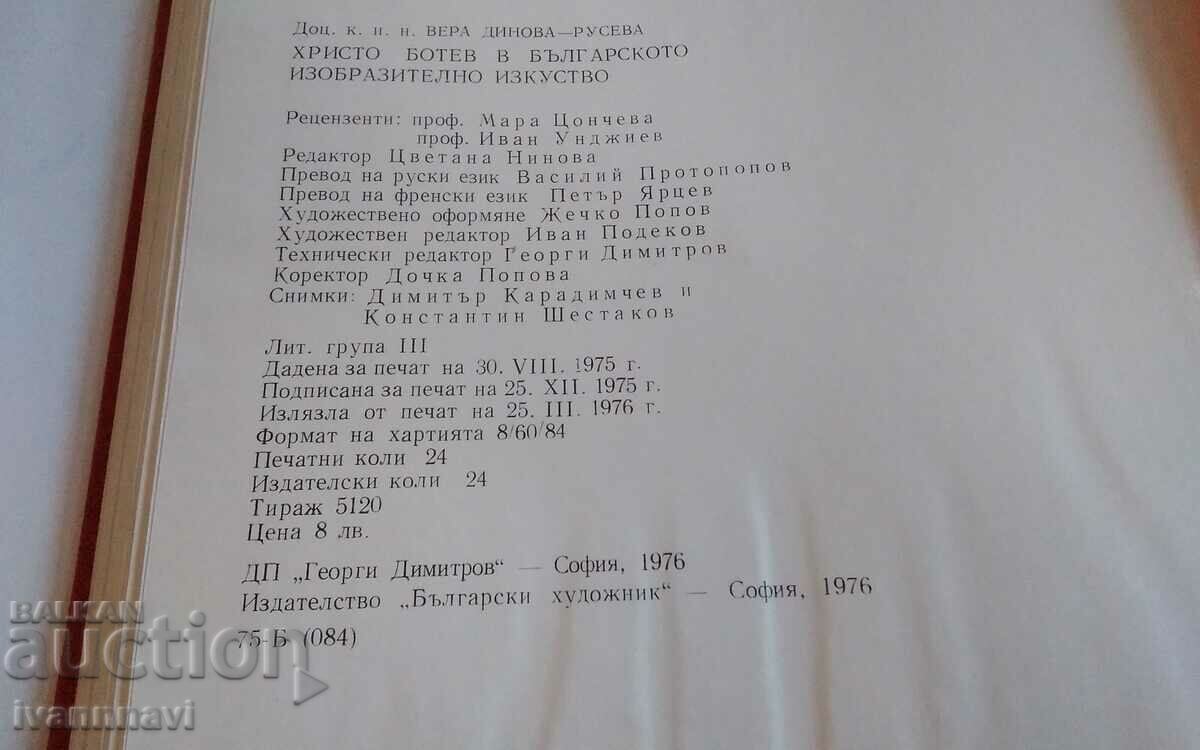 Доц. к. и. н. ВЕРА ДИНОВА—РУСЕВА
ХРИСТО БОТЕВ В БЪЛГАРСКОТО
ИЗОБРАЗИТЕЛНО ИЗКУСТВО
Рецензенти: проф. Мара Цончева
проф. Иван Унджиев
Редактор Цветана Нинова
Превод на руски език Василий Протопопов
Превод на френски език Петър Ярцев
Художествено оформяне Жечко Попов
Художествен редактор Иван Подеков
Технически редактор Георги Димитров
Коректор Дочка Попова
Снимки: Димитър Карадимчев и
Константин Шестаков
Лит. група III
Дадена за печат на 30. VIII. 1975 г.
Подписана за печат на 25. XII. 1975 г.
Излязла от печат на 25. III. 1976 г.
Формат на хартията 8/60/84
Печатни коли 24
Издателски коли 24
Тираж 5120
Цена 8 лв.
ДП „Георги Димитров“ — София, 1976
Издателство „Български художник“ — София, 1976
75-Б (084)
BALKAN
auction
ivannnavi